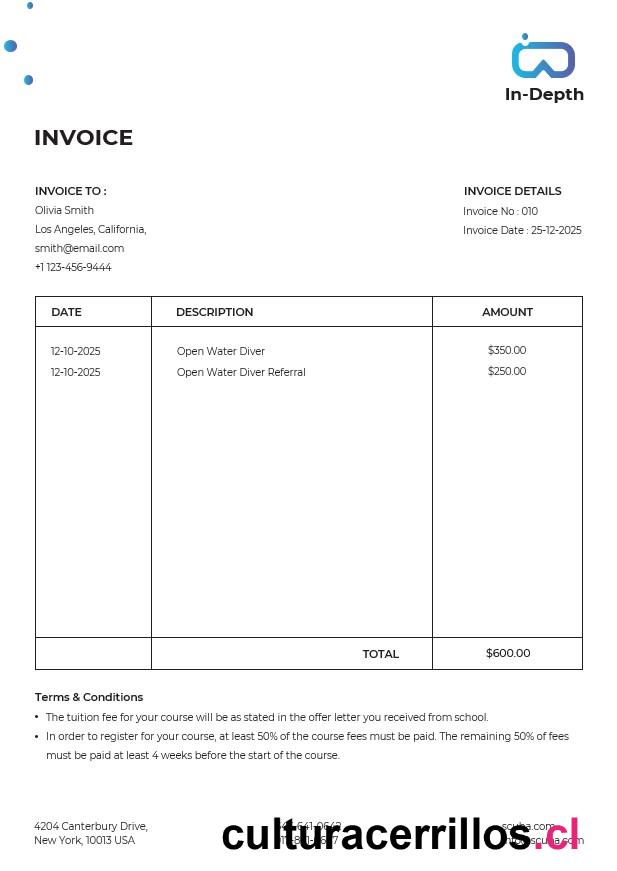 In-Depth
INVOICE
INVOICE TO :
Olivia Smith
Los Angeles, California,
smith@email.com
+1 123-456-9444
INVOICE DETAILS
Invoice No : 010
Invoice Date : 25-12-2025
DATE DESCRIPTION AMOUNT
12-10-2025 Open Water Diver $350.00
12-10-2025 Open Water Diver Referral $250.00
TOTAL $600.00
Terms & Conditions
• The tuition fee for your course will be as stated in the offer letter you received from school.
• In order to register for your course, at least 50% of the course fees must be paid. The remaining 50% of fees
must be paid at least 4 weeks before the start of the course.
4204 Canterbury Drive,
New York, 10013 USA
scuba.com
culturacerrillos.cl